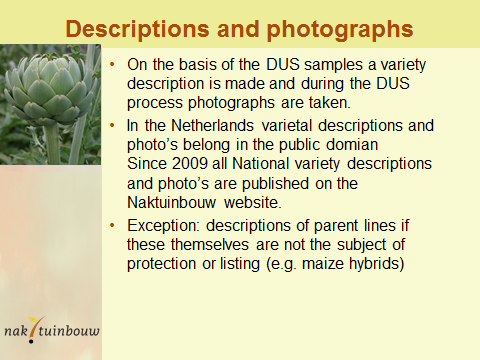 Descriptions and photographs
• On the basis of the DUS samples a variety
description is made and during the DUS
process photographs are taken.
• In the Netherlands varietal descriptions and
photo's belong in the public domian
Since 2009 all National variety descriptions
and photo's are published on the
Naktuinbouw website.
• Exception: descriptions of parent lines if
these themselves are not the subject of
protection or listing (e.g. maize hybrids)
nak tuinbouw